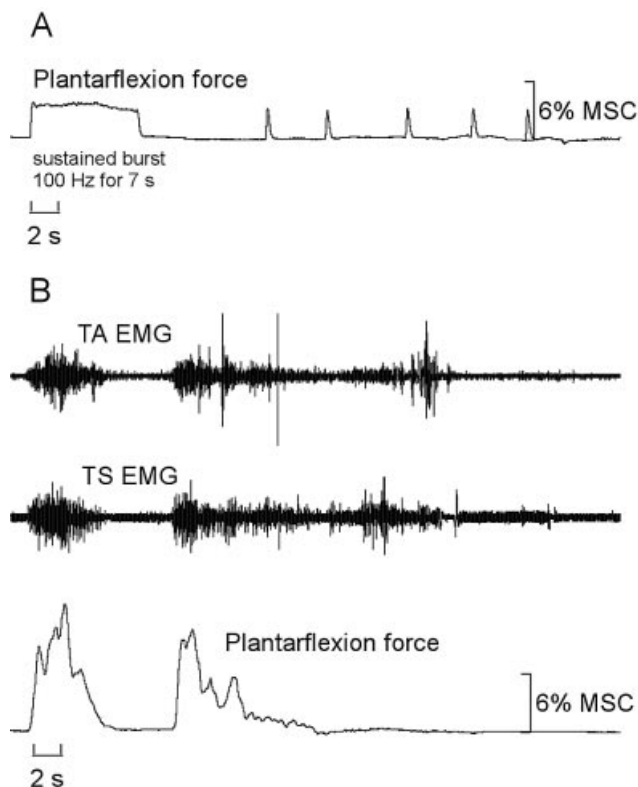 A
Plantarflexion force
6% MSC
sustained burst
100 Hz for 7 s
2 s
B
TA EMG
TS EMG
Plantarflexion force
6% MSC
2 s